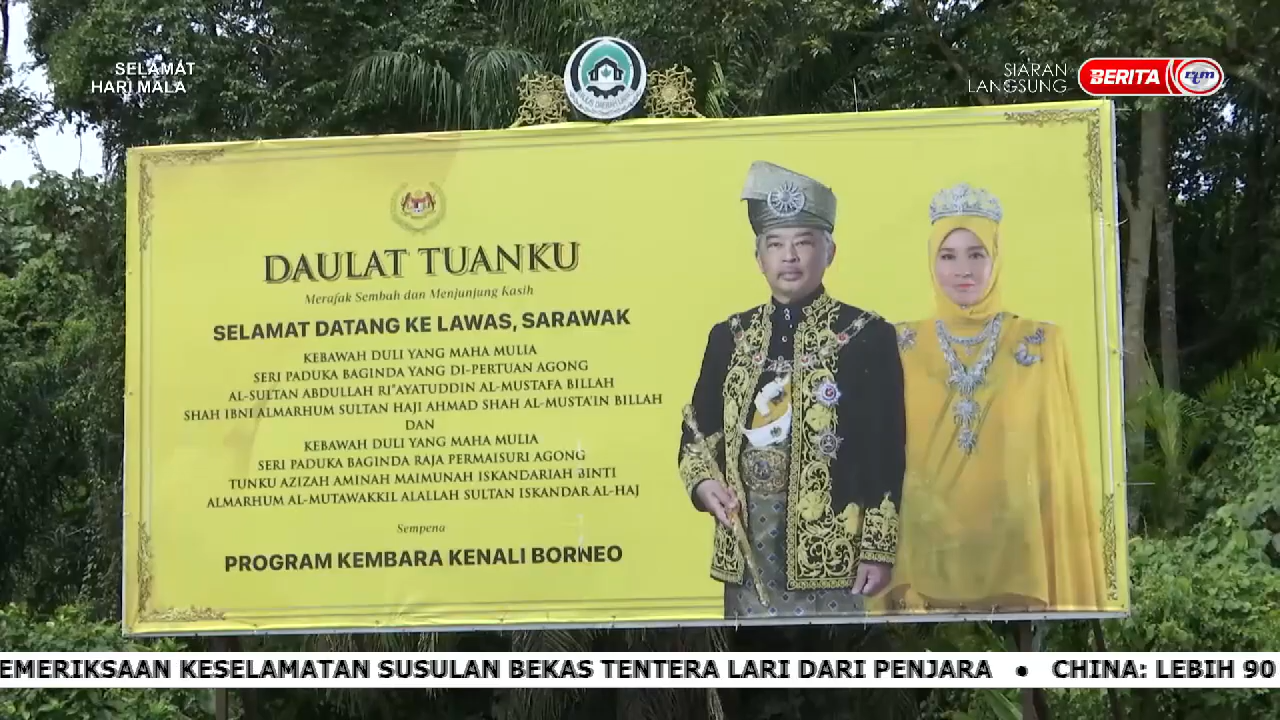 SELAMAT
HARI MALA
SIARAN
LANGSUNG
BERITA rtm
DAULAT TUANKU
Merafak Sembah dan Menjunjung Kasih
SELAMAT DATANG KE LAWAS, SARAWAK
KEBAWAH DULI YANG MAHA MULIA
SERI PADUKA BAGINDA YANG DI-PERTUAN AGONG
AL-SULTAN ABDULLAH RI"AYATUDDIN AL-MUSTAFA BILLAH
SHAH IBNI ALMARHUM SULTAN HAJI AHMAD SHAH AL-MUSTA'IN BILLAH
DAN
KEBAWAH DULI YANG MAHA MULIA
SERI PADUKA BAGINDA RAJA PERMAISURI AGONG
TUNKU AZIZAH AMINAH MAIMUNAH ISKANDARIAH BINTI
ALMARHUM AL-MUTAWAKKIL ALALLAH SULTAN ISKANDAR AL-HAJ
Sempena
PROGRAM KEMBARA KENALI BORNEO
EMERIKSAAN KESELAMATAN SUSULAN BEKAS TENTERA LARI DARI PENJARA • CHINA: LEBIH 90